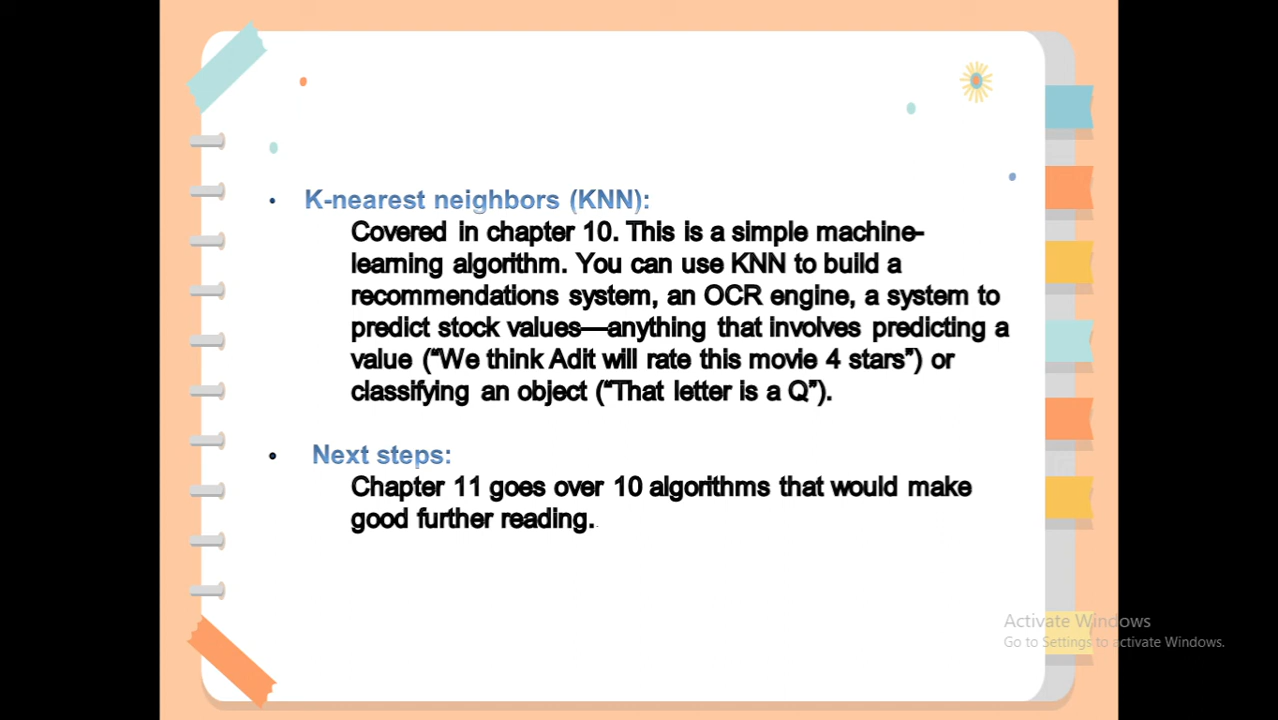 • K-nearest neighbors (KNN):
Covered in chapter 10. This is a simple machine-
learning algorithm. You can use KNN to build a
recommendations system, an OCR engine, a system to
predict stock values—anything that involves predicting a
value (“We think Adit will rate this movie 4 stars”) or
classifying an object (“That letter is a Q”).
• Next steps:
Chapter 11 goes over 10 algorithms that would make
good further reading.
Activate Windows
Go to Settings to activate Windows.